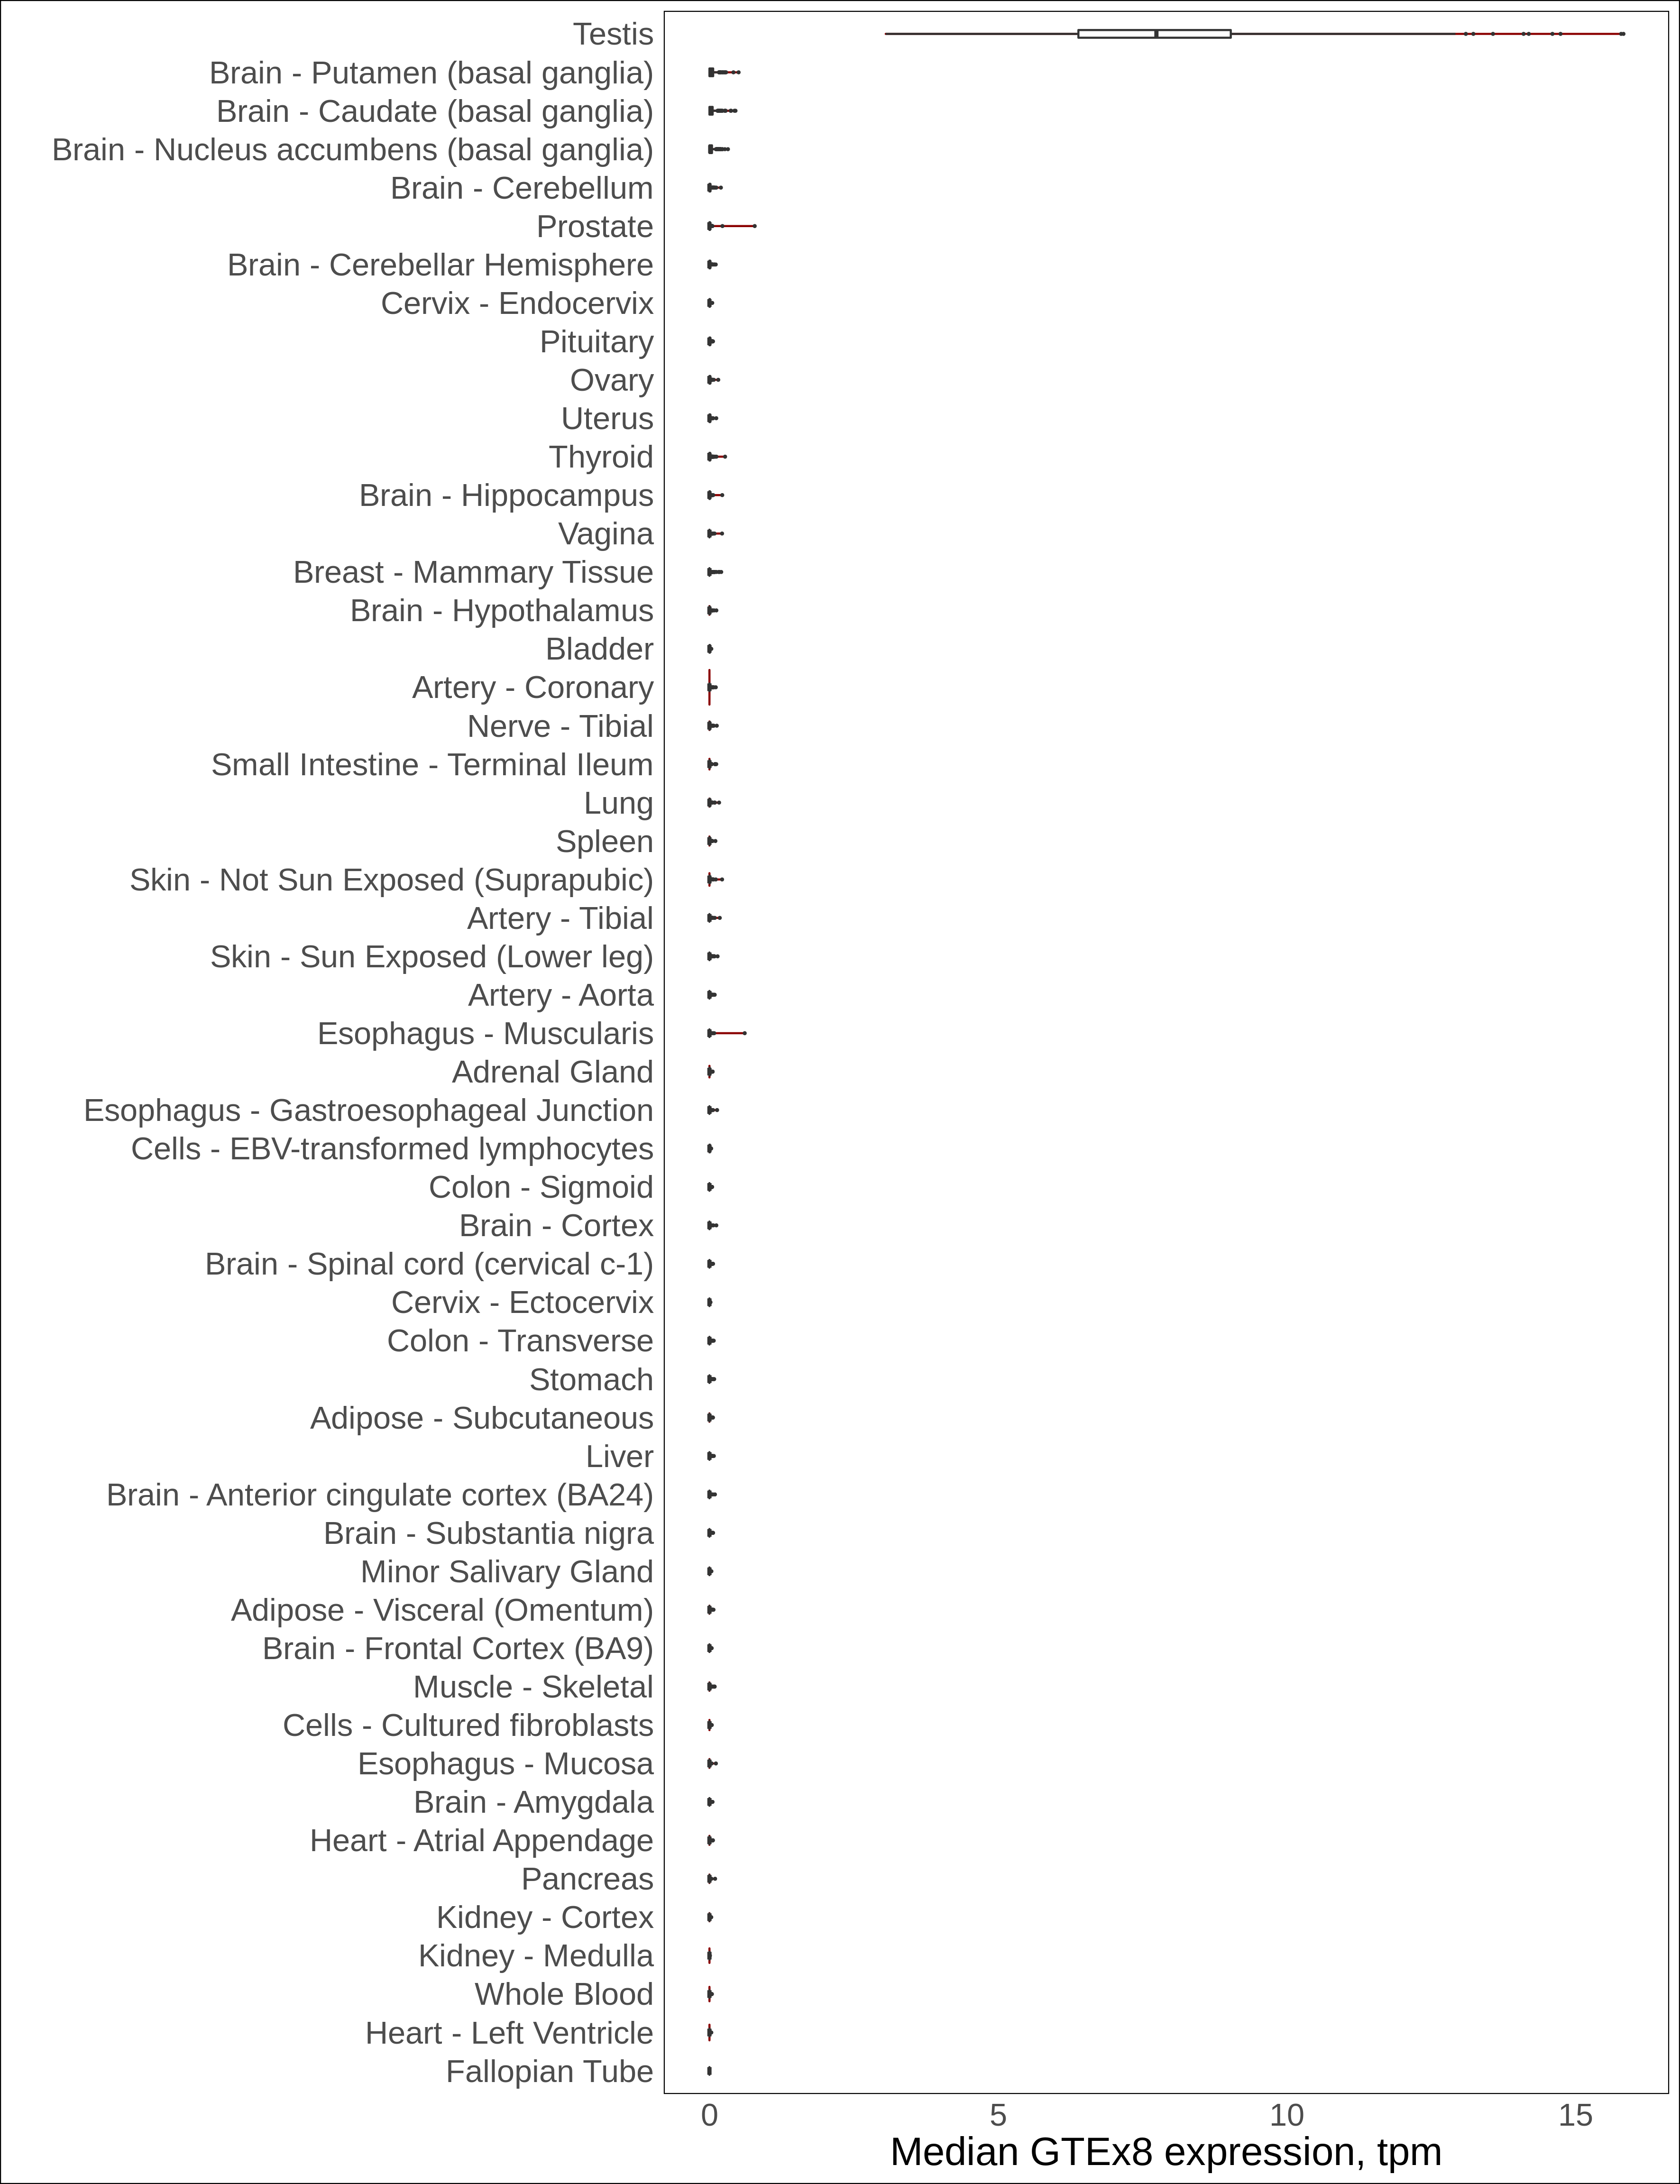 Testis
Brain - Putamen (basal ganglia)
Brain - Caudate (basal ganglia)
Brain - Nucleus accumbens (basal ganglia)
Brain - Cerebellum
Prostate
Brain - Cerebellar Hemisphere
Cervix - Endocervix
Pituitary
Ovary
Uterus
Thyroid
Brain - Hippocampus
Vagina
Breast - Mammary Tissue
Brain - Hypothalamus
Bladder
Artery - Coronary
Nerve - Tibial
Small Intestine - Terminal Ileum
Lung
Spleen
Skin - Not Sun Exposed (Suprapubic)
Artery - Tibial
Skin - Sun Exposed (Lower leg)
Artery - Aorta
Esophagus - Muscularis
Adrenal Gland
Esophagus - Gastroesophageal Junction
Cells - EBV-transformed lymphocytes
Colon - Sigmoid
Brain - Cortex
Brain - Spinal cord (cervical c-1)
Cervix - Ectocervix
Colon - Transverse
Stomach
Adipose - Subcutaneous
Liver
Brain - Anterior cingulate cortex (BA24)
Brain - Substantia nigra
Minor Salivary Gland
Adipose - Visceral (Omentum)
Brain - Frontal Cortex (BA9)
Muscle - Skeletal
Cells - Cultured fibroblasts
Esophagus - Mucosa
Brain - Amygdala
Heart - Atrial Appendage
Pancreas
Kidney - Cortex
Kidney - Medulla
Whole Blood
Heart - Left Ventricle
Fallopian Tube
0 5 10 15
Median GTEx8 expression, tpm